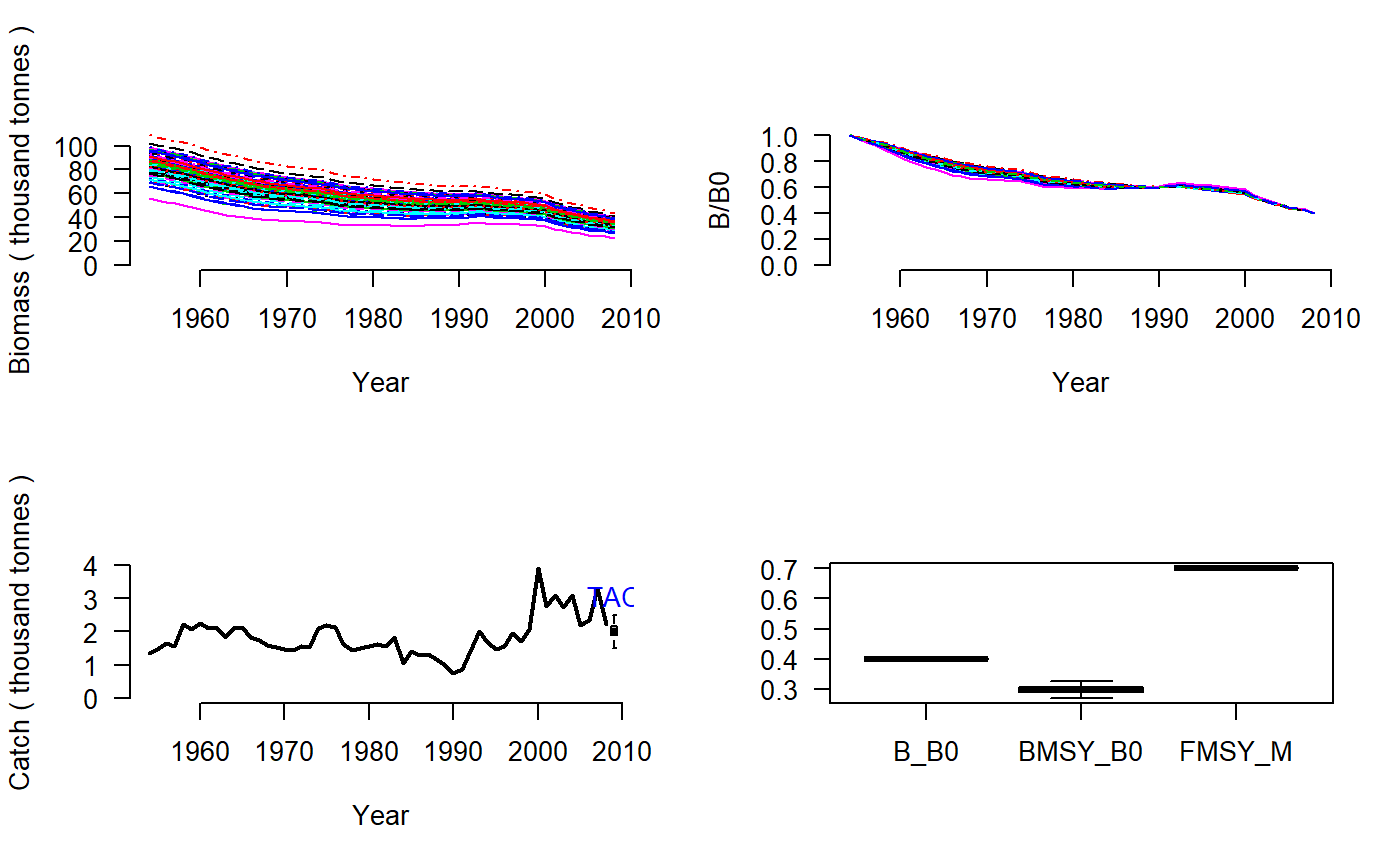 Biomass ( thousand tonnes )
100
80
60
40
20
0
1960 1970 1980 1990 2000 2010
Year
B/B0
1.0
0.8
0.6
0.4
0.2
0.0
1960 1970 1980 1990 2000 2010
Year
Catch ( thousand tonnes )
4
3
2
1
0
TAC
1960 1970 1980 1990 2000 2010
Year
0.7
0.6
0.5
0.4
0.3
B_B0 BMSY_B0 FMSY_M